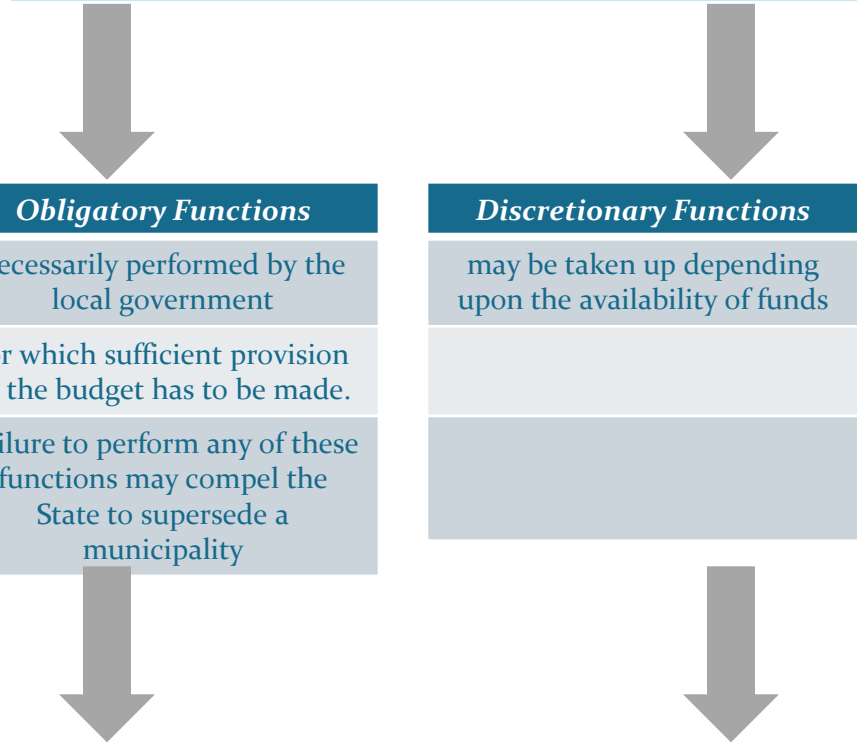 Obligatory Functions
ecessarily performed by the
local government
r which sufficient provision
the budget has to be made.
ilure to perform any of these
functions may compel the
State to supersede a
municipality
Discretionary Functions
may be taken up depending
upon the availability of funds